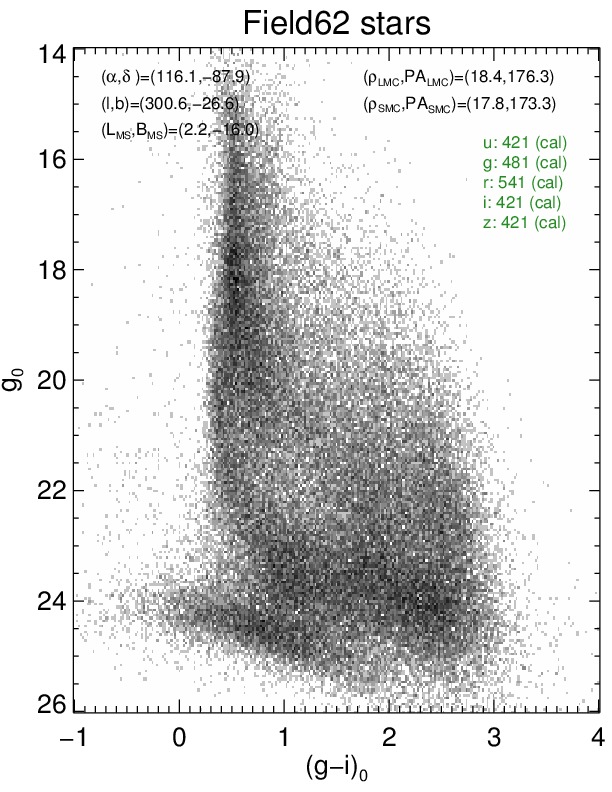 Field62 stars
(α,δ)=(116.1,−87.9)
(ρLMC,PALMC)=(18.4,176.3)
(l,b)=(300.6,−26.6)
(ρSMC,PASMC)=(17.8,173.3)
(LMS,BMS)=(2.2,−16.0)
u: 421 (cal)
g: 481 (cal)
r: 541 (cal)
i: 421 (cal)
z: 421 (cal)
14
16
18
20
22
24
26
g0
−1 0 1 2 3 4
(g−i)0